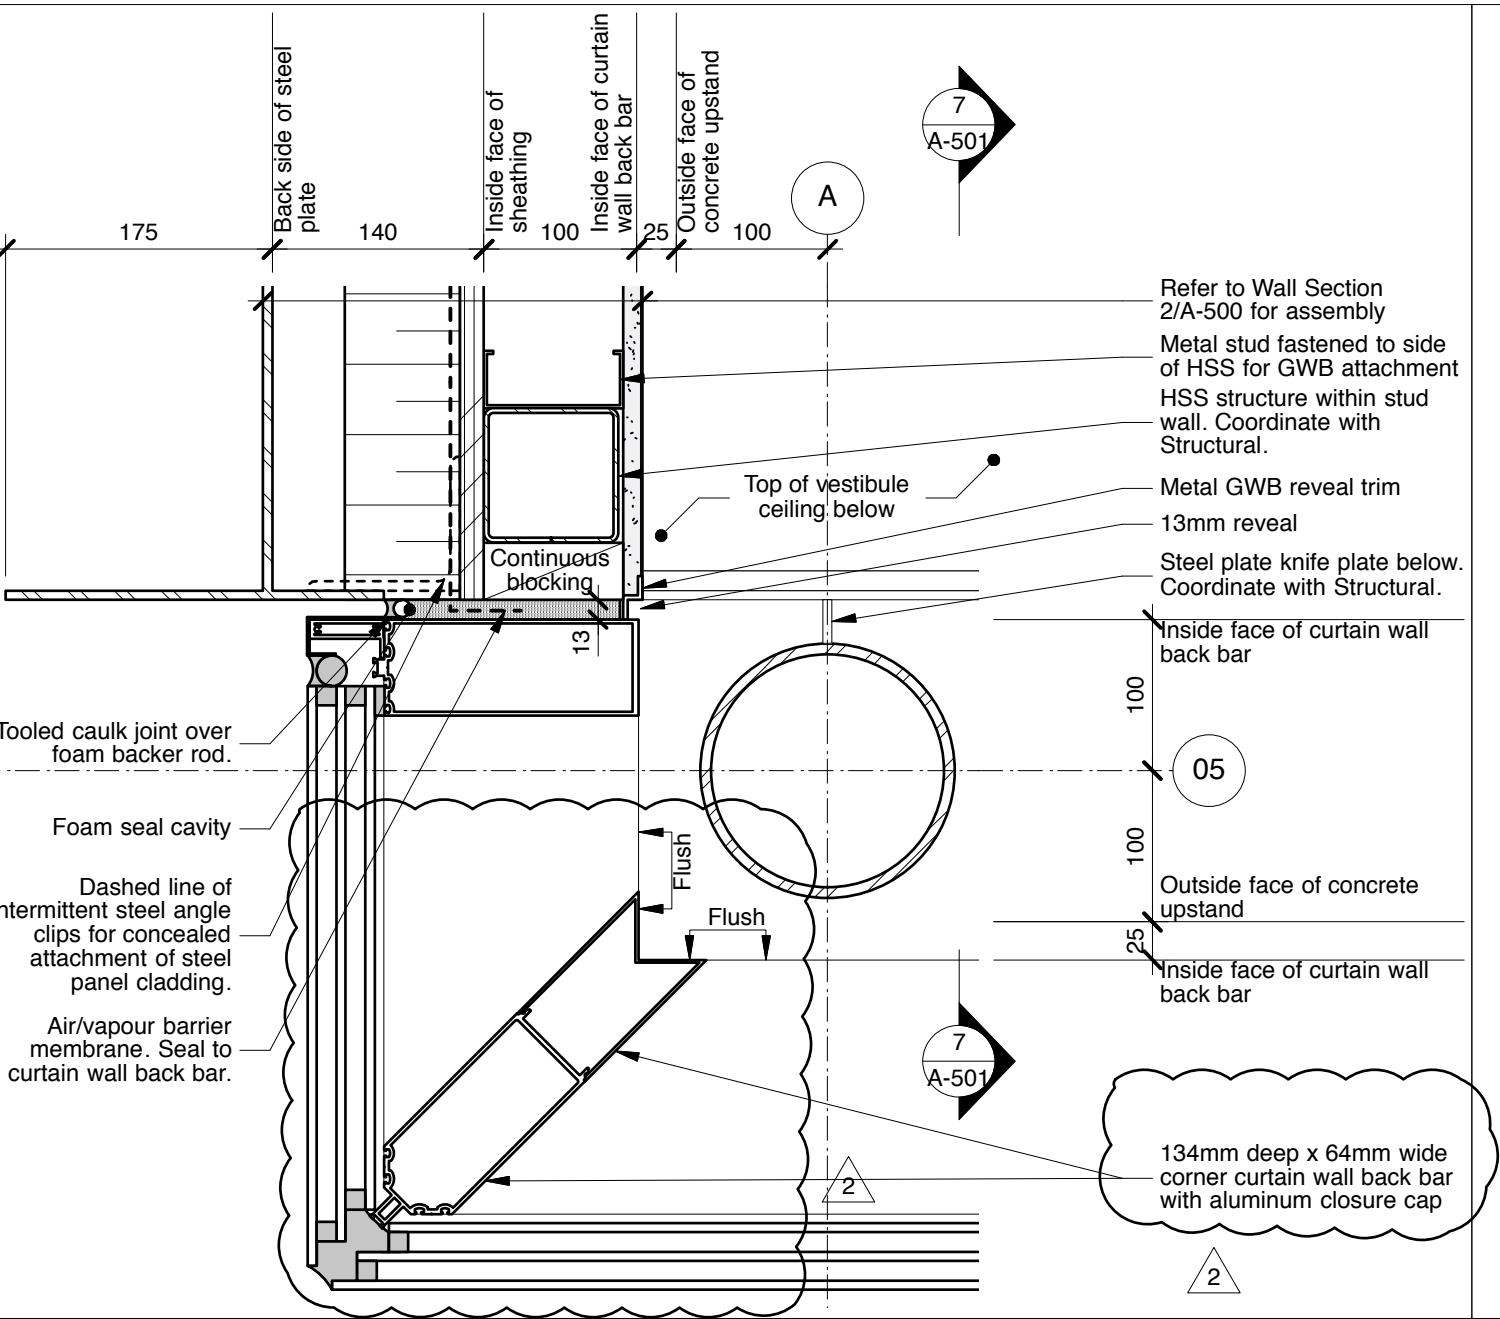 Back side of steel
plate
Inside face of
sheathing
Inside face of curtain
wall back bar
Outside face of
concrete upstand
7
A-501
A
175
140
100
25
100
Refer to Wall Section
2/A-500 for assembly
Metal stud fastened to side
of HSS for GWB attachment
HSS structure within stud
wall. Coordinate with
Structural.
Top of vestibule
ceiling below
Metal GWB reveal trim
13mm reveal
Continuous
blocking
Steel plate knife plate below.
Coordinate with Structural.
13
Inside face of curtain wall
back bar
100
Tooled caulk joint over
foam backer rod.
05
Foam seal cavity
Flush
100
Dashed line of
intermittent steel angle
clips for concealed
attachment of steel
panel cladding.
Outside face of concrete
upstand
Flush
25
Inside face of curtain wall
back bar
Air/vapour barrier
membrane. Seal to
curtain wall back bar.
7
A-501
134mm deep x 64mm wide
corner curtain wall back bar
with aluminum closure cap
2
2